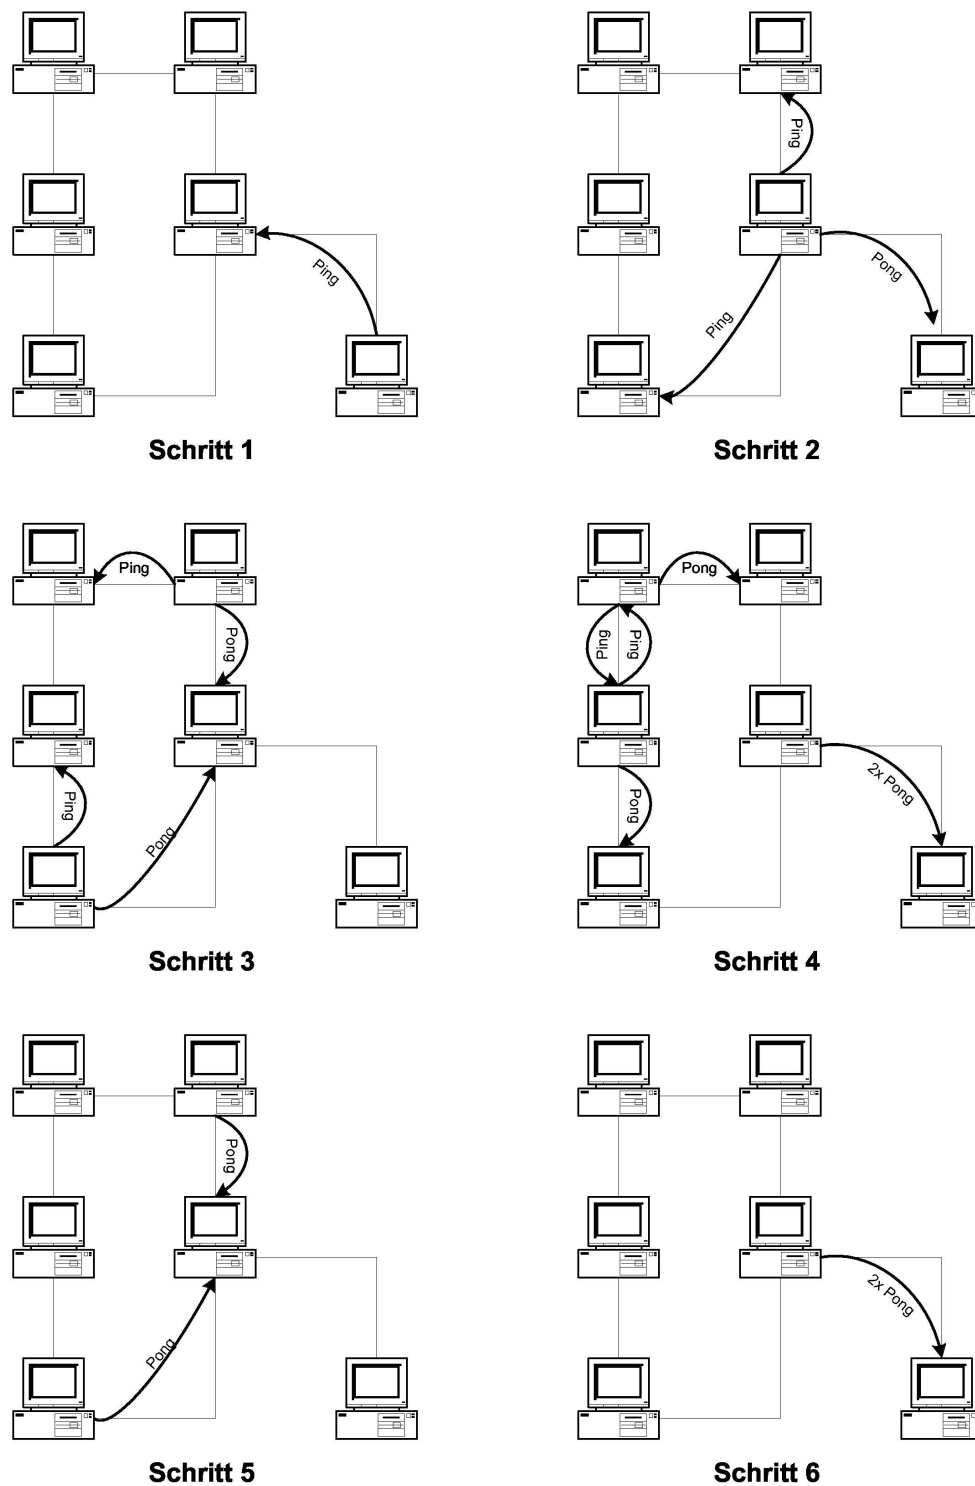 Ping
Schritt 1
Ping
Pong
Ping
Schritt 2
Ping
Pong
Ping
Pong
Schritt 3
Pong
Ping
Ping
2x Pong
Pong
Schritt 4
Pong
Pong
Schritt 5
2x Pong
Schritt 6